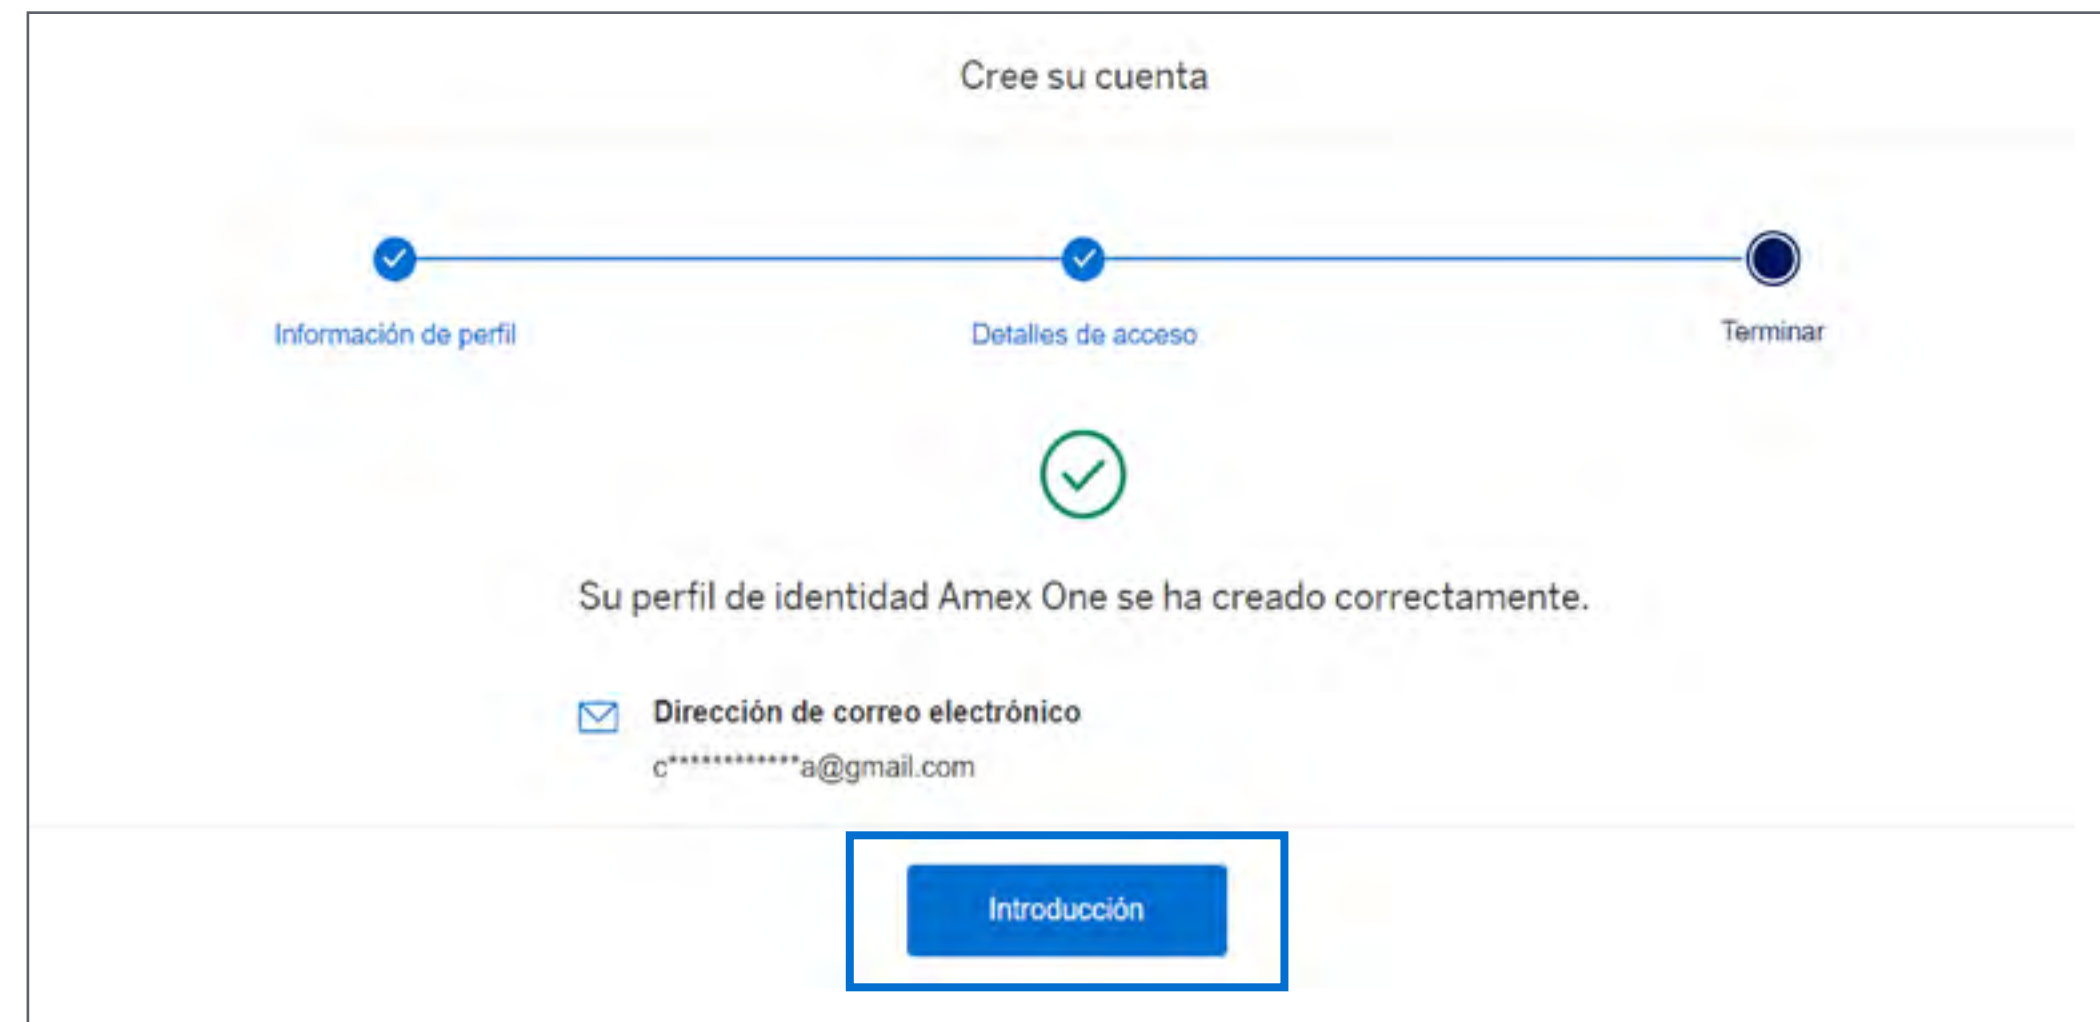 Cree su cuenta
Información de perfil
Detalles de acceso
Terminar
Su perfil de identidad Amex One se ha creado correctamente.
Dirección de correo electrónico
c************a@gmail.com
Introducción